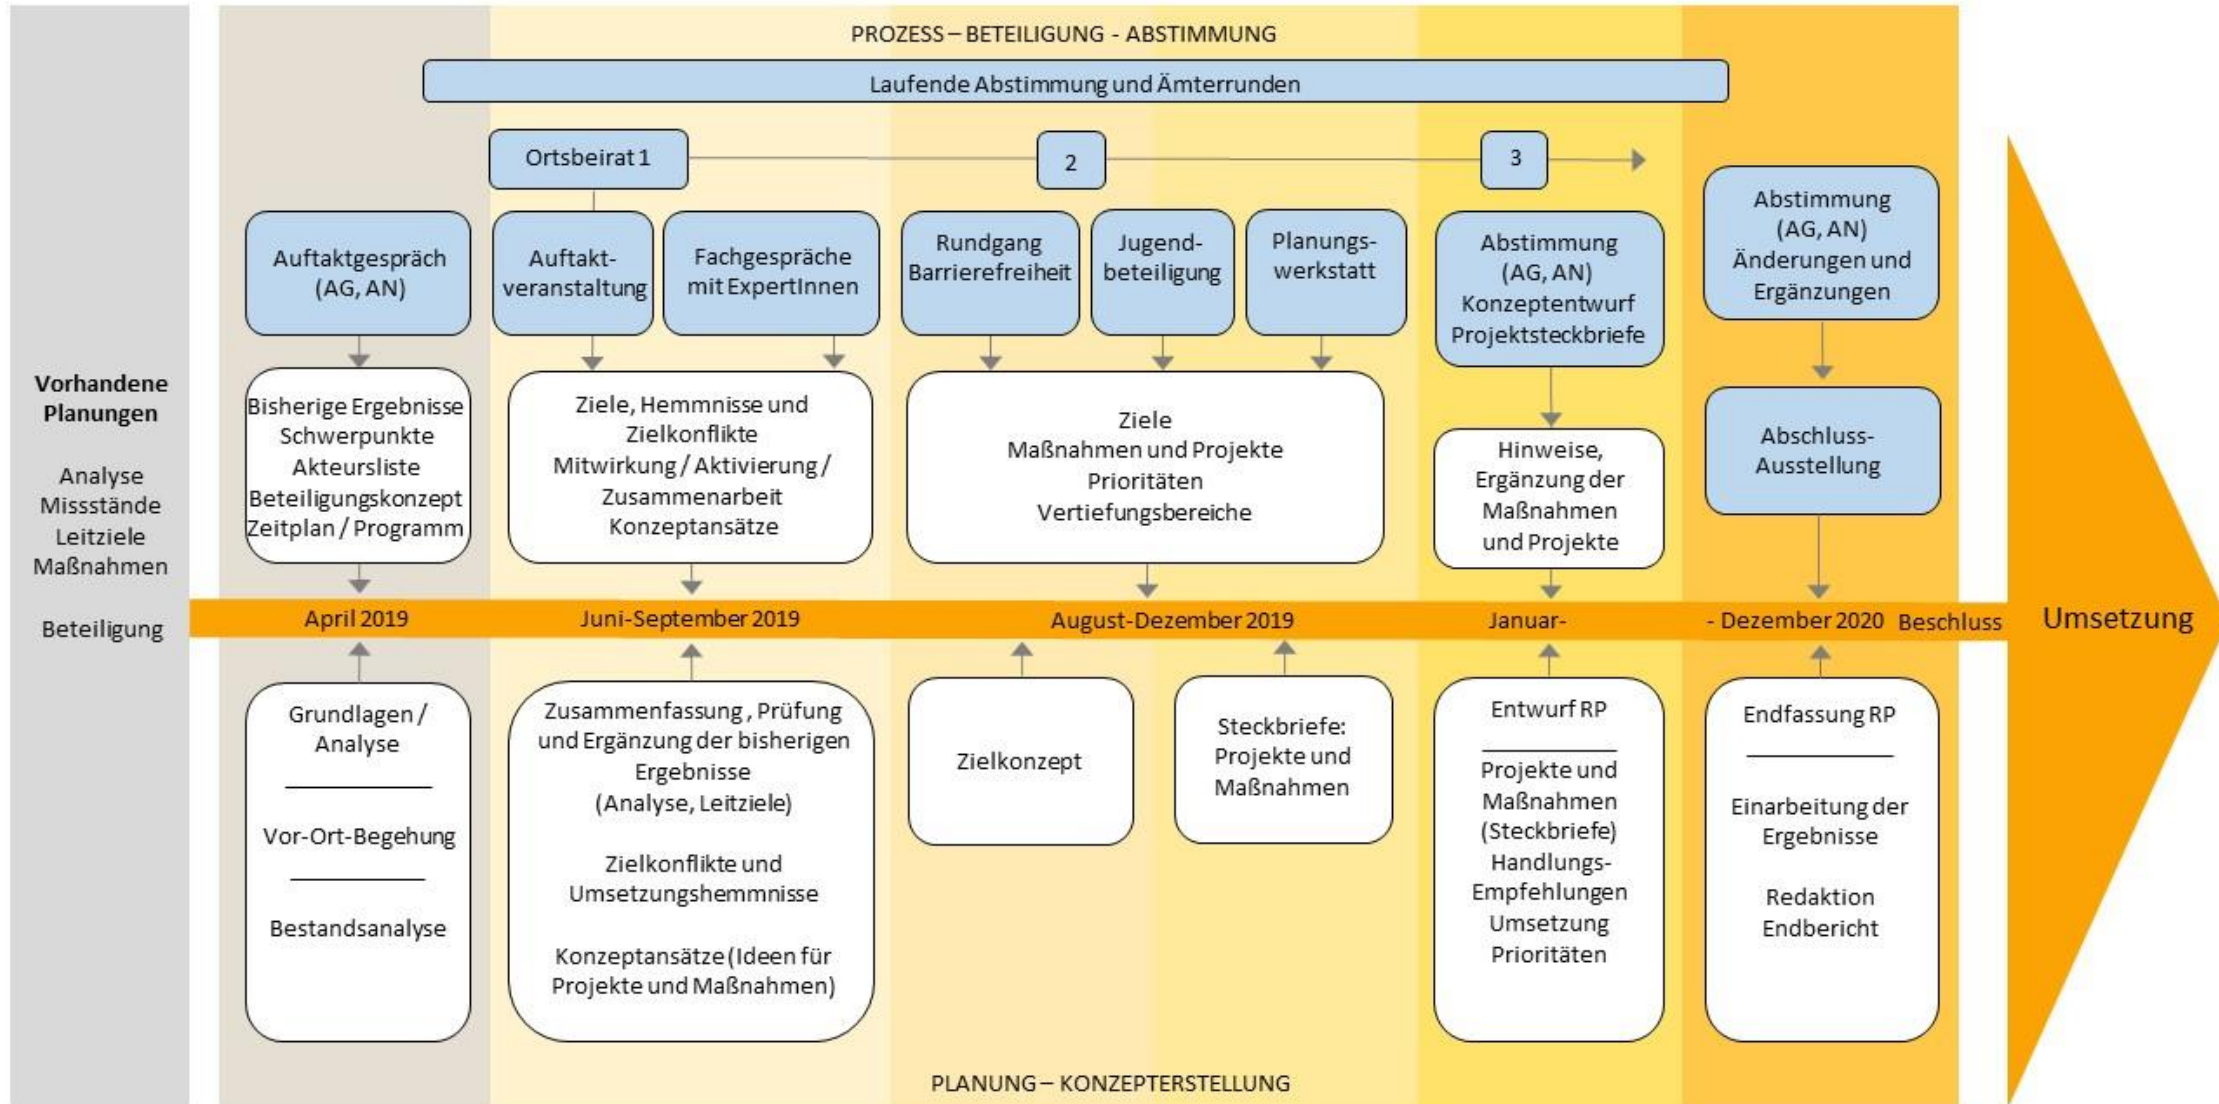 PROZESS – BETEILIGUNG - ABSTIMMUNG
Laufende Abstimmung und Ämterrunden
Ortsbeirat 1
2
3
Vorhandene
Planungen
Analyse
Missstände
Leitziele
Maßnahmen
Beteiligung
Auftaktgespräch
(AG, AN)
Auftakt-
veranstaltung
Fachgespräche
mit ExpertInnen
Rundgang
Barrierefreiheit
Jugend-
beteiligung
Planungs-
werkstatt
Abstimmung
(AG, AN)
Konzeptentwurf
Projektsteckbriefe
Abstimmung
(AG, AN)
Änderungen und
Ergänzungen
Bisherige Ergebnisse
Schwerpunkte
Akteursliste
Beteiligungskonzept
Zeitplan / Programm
Ziele, Hemmnisse und
Zielkonflikte
Mitwirkung / Aktivierung /
Zusammenarbeit
Konzeptansätze
Ziele
Maßnahmen und Projekte
Prioritäten
Vertiefungsbereiche
Hinweise,
Ergänzung der
Maßnahmen
und Projekte
Abschluss-
Ausstellung
April 2019
Juni-September 2019
August-Dezember 2019
Januar-
- Dezember 2020
Beschluss
Umsetzung
Grundlagen /
Analyse
Vor-Ort-Begehung
Bestandsanalyse
Zusammenfassung , Prüfung
und Ergänzung der bisherigen
Ergebnisse
(Analyse, Leitziele)
Zielkonflikte und
Umsetzungshemmnisse
Konzeptansätze (Ideen für
Projekte und Maßnahmen)
Zielkonzept
Steckbriefe:
Projekte und
Maßnahmen
Entwurf RP
Projekte und
Maßnahmen
(Steckbriefe)
Handlungs-
Empfehlungen
Umsetzung
Prioritäten
Endfassung RP
Einarbeitung der
Ergebnisse
Redaktion
Endbericht
PLANUNG – KONZEPTERSTELLUNG